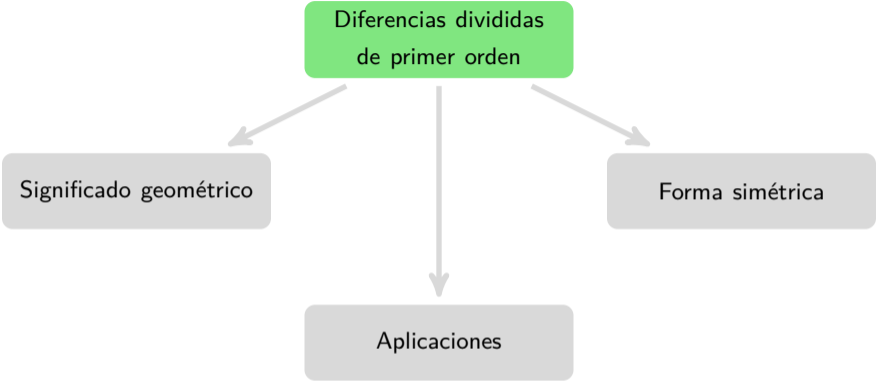 Diferencias divididas
de primer orden
Significado geométrico
Forma simétrica
Aplicaciones